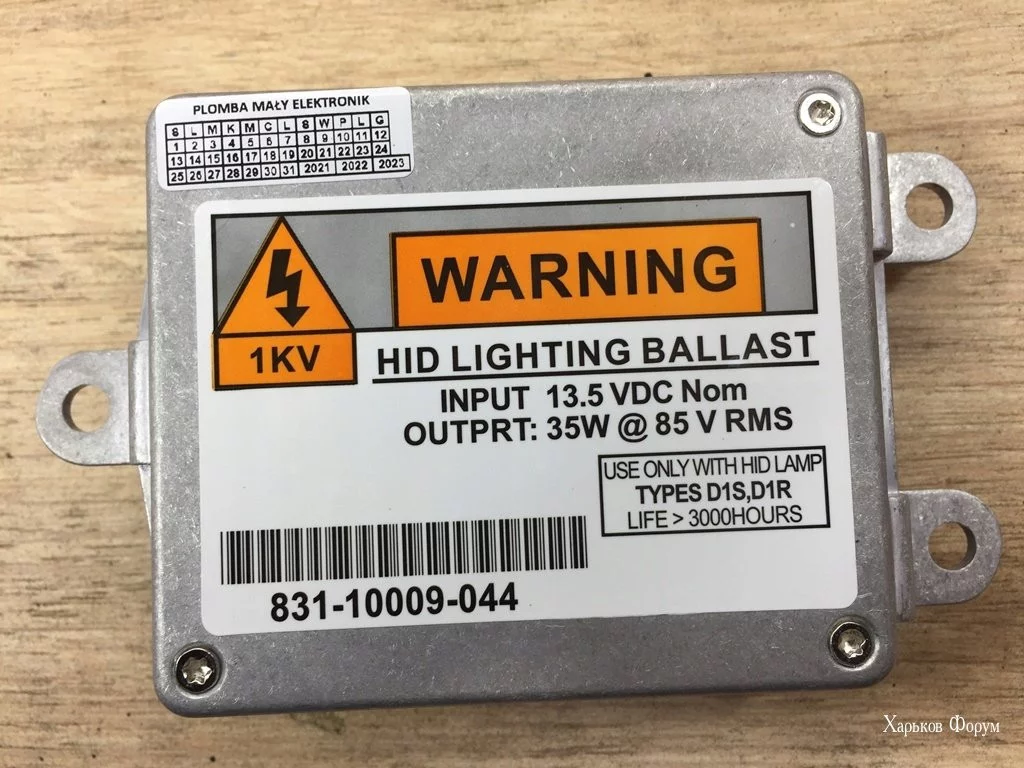 PLOMBA MAŁY ELEKTRONIK
S L M K M C L S W P L G
1 2 3 4 5 6 7 8 9 10 11 12
13 14 15 16 17 18 19 20 21 22 23 24
25 26 27 28 29 30 31 2021 2022 2023
WARNING
1KV
HID LIGHTING BALLAST
INPUT 13.5 VDC Nom
OUTPRT: 35W @ 85 V RMS
USE ONLY WITH HID LAMP
TYPES D1S,D1R
LIFE > 3000HOURS
831-10009-044
Харьков Форум